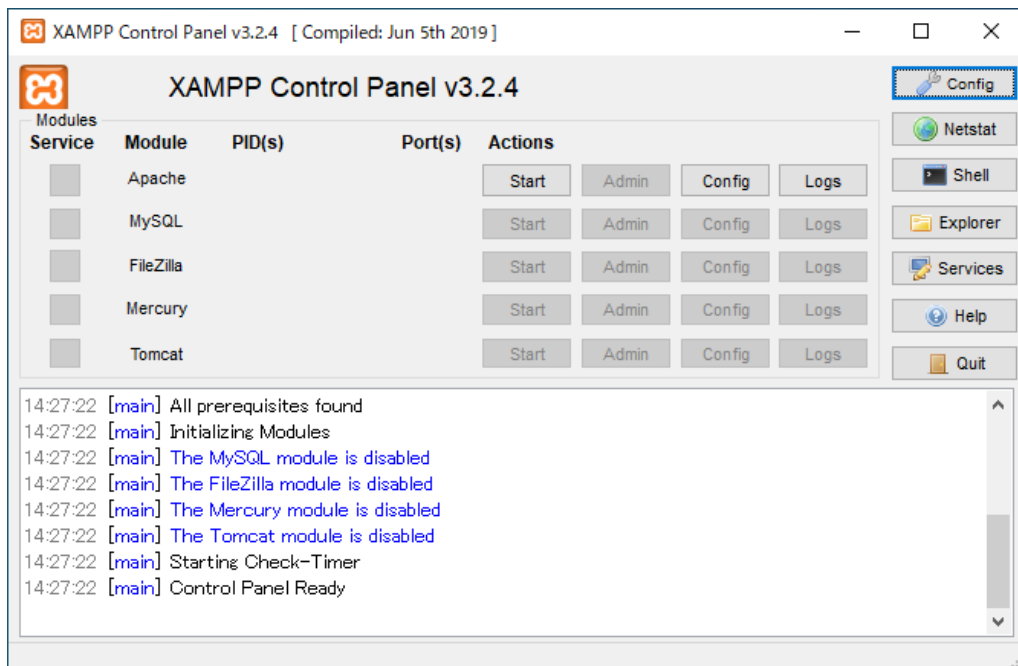 XAMPP Control Panel v3.2.4 [ Compiled: Jun 5th 2019 ]
XAMPP Control Panel v3.2.4
Config
Modules
Netstat
Service Module PID(s) Port(s) Actions
Apache Start Admin Config Logs
Shell
MySQL Start Admin Config Logs
Explorer
FileZilla Start Admin Config Logs
Services
Mercury Start Admin Config Logs
Help
Tomcat Start Admin Config Logs
Quit
14:27:22 [main] All prerequisites found
14:27:22 [main] Initializing Modules
14:27:22 [main] The MySQL module is disabled
14:27:22 [main] The FileZilla module is disabled
14:27:22 [main] The Mercury module is disabled
14:27:22 [main] The Tomcat module is disabled
14:27:22 [main] Starting Check-Timer
14:27:22 [main] Control Panel Ready